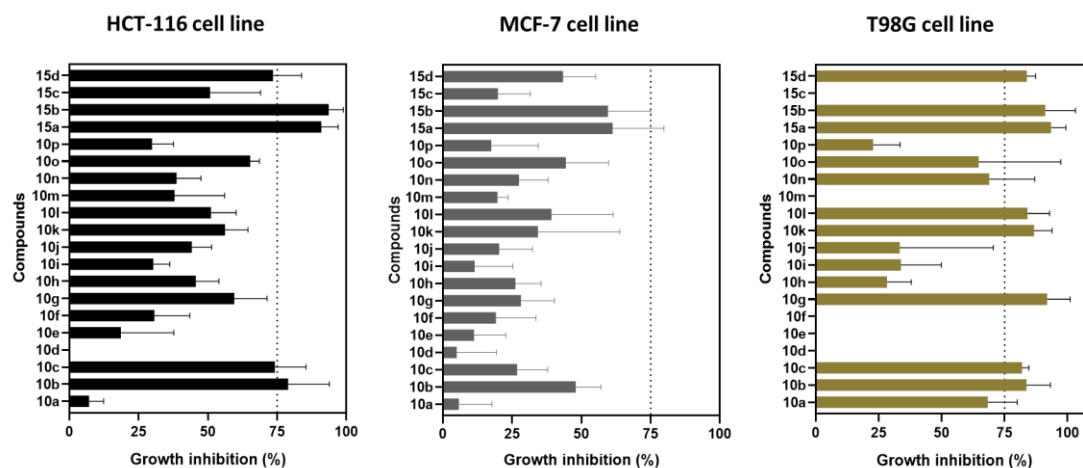 HCT-116 cell line
Compounds
15d
15c
15b
15a
10p
10o
10n
10m
10l
10k
10j
10i
10h
10g
10f
10e
10d
10c
10b
10a
0 25 50 75 100
Growth inhibition (%)
MCF-7 cell line
Compounds
15d
15c
15b
15a
10p
10o
10n
10m
10l
10k
10j
10i
10h
10g
10f
10e
10d
10c
10b
10a
0 25 50 75 100
Growth inhibition (%)
T98G cell line
Compounds
15d
15c
15b
15a
10p
10o
10n
10m
10l
10k
10j
10i
10h
10g
10f
10e
10d
10c
10b
10a
0 25 50 75 100
Growth inhibition (%)